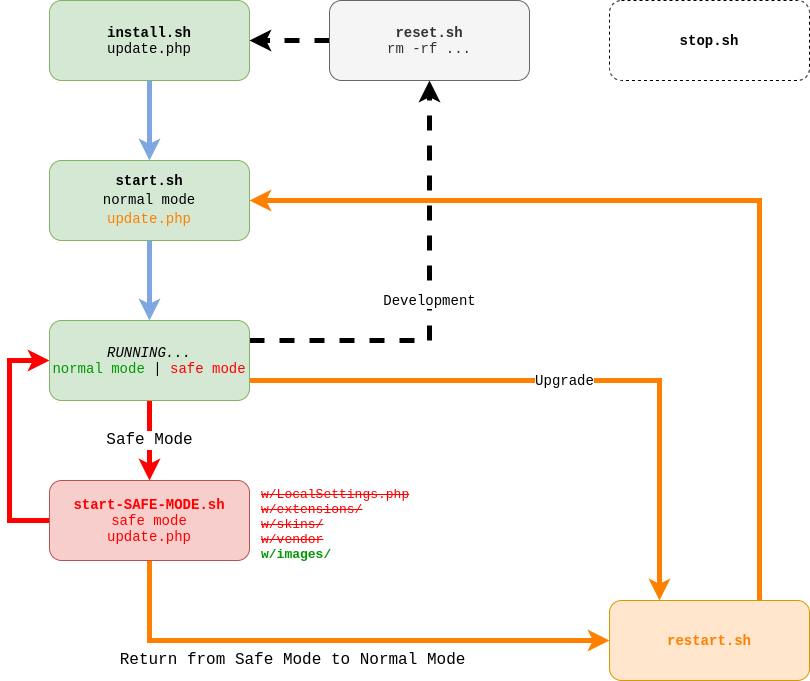 install.sh
update.php
reset.sh
rm -rf ...
stop.sh
start.sh
normal mode
update.php
Development
RUNNING...
normal mode | safe mode
Upgrade
Safe Mode
start-SAFE-MODE.sh
safe mode
update.php
w/LocalSettings.php
w/extensions/
w/skins/
w/vendor
w/images/
restart.sh
Return from Safe Mode to Normal Mode